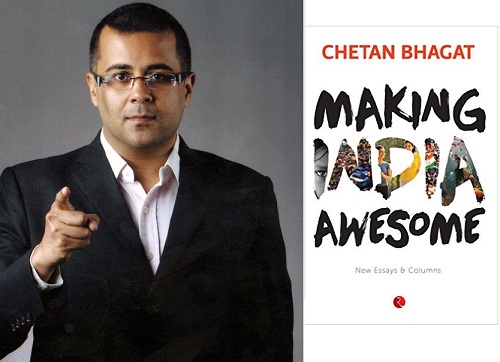 CHETAN BHAGAT
MAKING
INDIA
AWESOME
New Essays & Columns